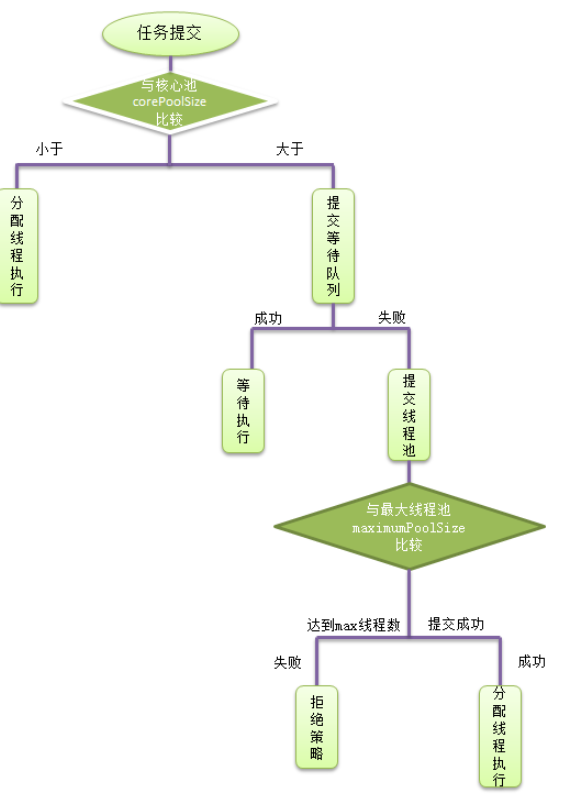 任务提交
与核心池
corePoolSize
比较
小于
大于
分配线程执行
提交等待队列
成功
失败
等待执行
提交线程池
与最大线程池
maximumPoolSize
比较
达到max线程数
提交成功
失败
成功
拒绝策略
分配线程执行